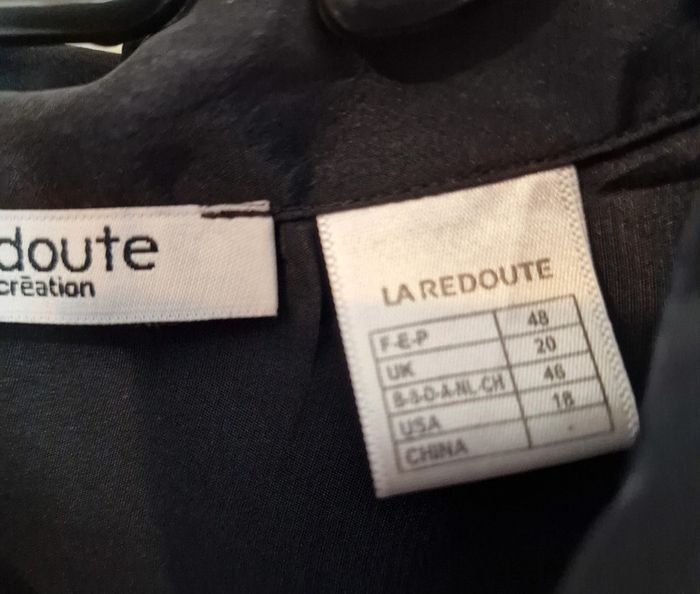 doute
création
LA REDOUTE
F-E-P 48
UK 20
B-S-D-A-NL-CH 46
USA 18
CHINA -